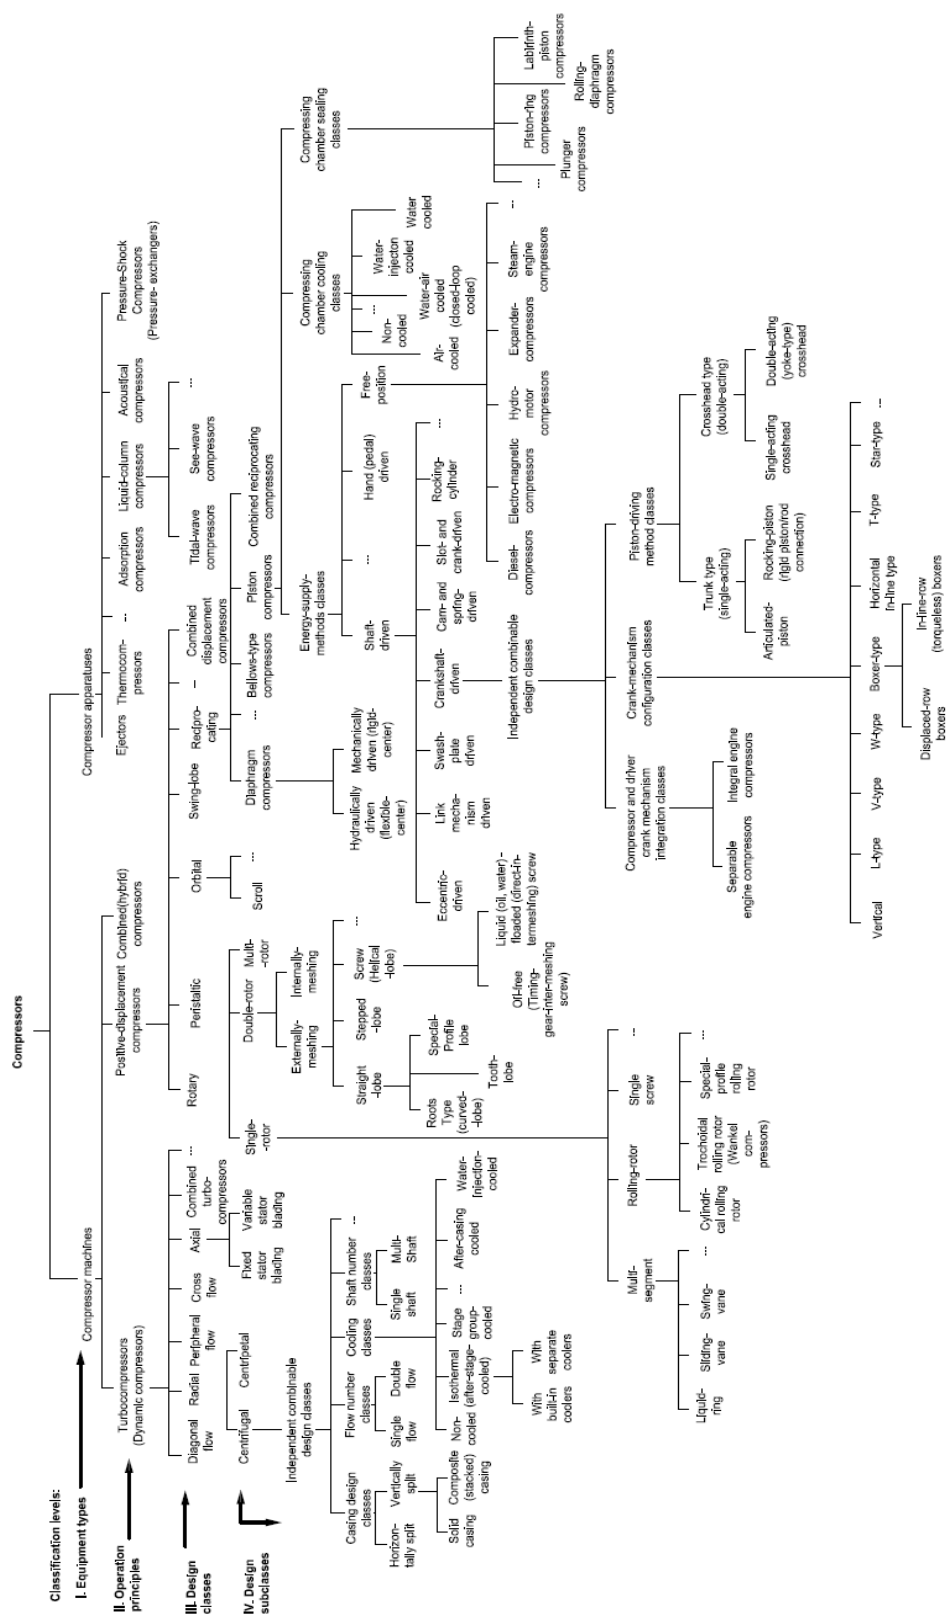 Compressors
Classification levels:
I. Equipment types
Compressor machines
Compressor apparatuses
II. Operation
principles
Turbocompressors
(Dynamic compressors)
Positive-displacement
compressors
Combined(hybrid)
compressors
Ejectors
Thermocom-
pressors
---
Adsorption
compressors
Liquid-column
compressors
Acoustical
compressors
Pressure-Shock
Compressors
(Pressure- exchangers)
III. Design
classes
Diagonal
flow
Radial
Peripheral
flow
Cross
flow
Axial
Combined
turbo-
compressors
---
Rotary
Peristaltic
Orbital
Swing-lobe
Recipro-
cating
--
Combined
displacement
compressors
Tidal-wave
compressors
See-wave
compressors
---
IV. Design
subclasses
Centrifugal
Centripetal
Fixed
stator
blading
Variable
stator
blading
Single-
-rotor
Double-rotor
Multi-
-rotor
Scroll
---
Diaphragm
compressors
---
Bellows-type
compressors
Piston
compressors
Combined reciprocating
compressors
Independent combinable
design classes
Externally-
meshing
Internally-
meshing
Energy-supply-
methods classes
Compressing
chamber cooling
classes
Compressing
chamber sealing
classes
Casing design
classes
Flow number
classes
Cooling
classes
Shaft number
classes
---
Straight
-lobe
Stepped
-lobe
Screw
(Helical
-lobe)
---
Hydraulically
driven
(flexible-
center)
Mechanically
driven (rigid-
center)
Shaft-
driven
---
Hand (pedal)
driven
Free-
position
Air-
cooled
Non-
cooled
---
Water-air
cooled
(closed-loop
cooled)
Water-
injecton
cooled
Water
cooled
Horizon-
tally split
Vertically
split
Single
flow
Double
flow
Single
shaft
Multi-
Shaft
Roots
Type
(curved-
-lobe)
Tooth-
lobe
Special-
Profile
lobe
Eccentric-
driven
Link
mecha-
nism
driven
Swash-
plate
driven
Crankshaft-
driven
Cam and
spring-
driven
Slot- and
crank-driven
Rocking-
cylinder
---
Solid
casing
Composite
(stacked)
casing
Non-
cooled
Isothermal
(after-stage-
cooled)
Stage
group-
cooled
---
After-casing
cooled
Water-
injection-
cooled
Oil-free
(Timing-
gear-inter-meshing
screw)
Liquid (oil, water) –
floaded (direct-in-
termeshing) screw
Diesel-
compressors
Electro-magnetic
compressors
Hydro-
motor
compressors
Expander-
compressors
Steam-
engine
compressors
---
---
Plunger
compressors
Piston-ring
compressors
Rolling-
diaphragm
compressors
Labirinth-
piston
compressors
With
built-in
coolers
With
separate
coolers
Independent combinable
design classes
Multi-
segment
Rolling-rotor
Single
screw
---
Compressor and driver
crank mechanism
integration classes
Crank-mechanism
configuration classes
Piston-driving
method classes
Liquid-
ring
Sliding-
vane
Swing-
vane
---
Cylindri-
cal rolling
rotor
Trochoidal
rolling rotor
(Wankel
com-
pressors)
Special-
profile
rolling
rotor
---
Separable
engine compressors
Integral engine
compressors
Trunk type
(single-acting)
Crosshead type
(double-acting)
Articulated-
piston
Rocking-piston
(rigid piston/rod
connection)
Single-acting
crosshead
Double-acting
(yoke-type)
crosshead
Vertical
L-type
V-type
W-type
Boxer-type
Horizontal
In-line type
T-type
Star-type
---
Displaced-row
boxers
In-line-row
(torqueless) boxers